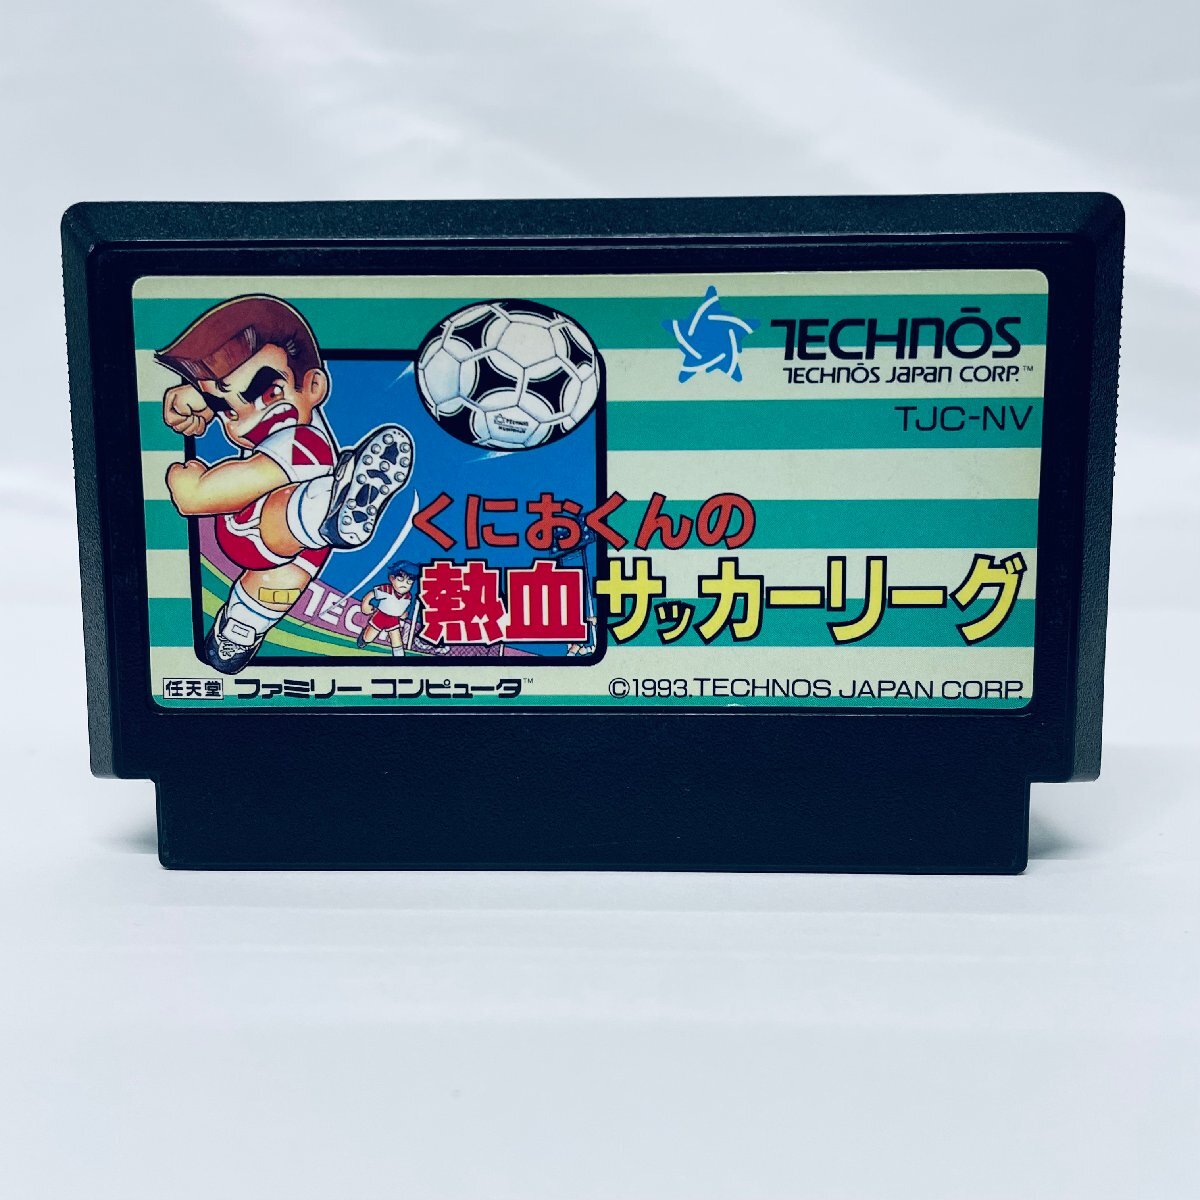 TECHNŌS
TECHNŌS JAPAN CORP.™
TJC-NV
くにおくんの
熱血サッカーリーグ
TEC
任天堂 ファミリー コンピュータ™
©1993.TECHNOS JAPAN CORP.